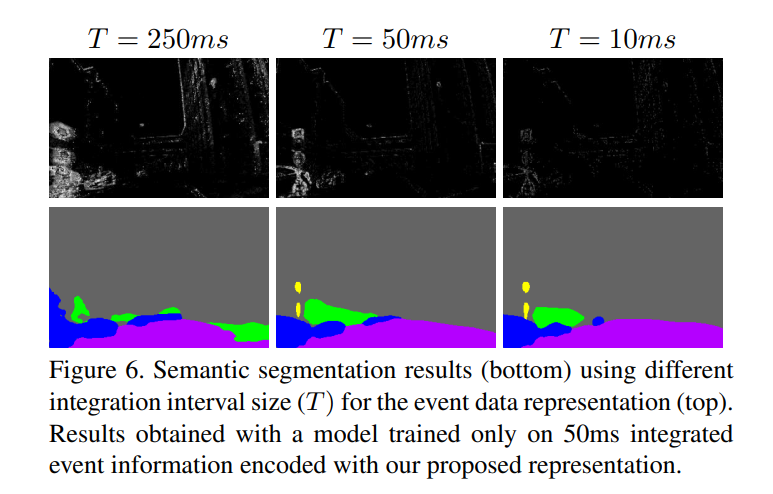 T = 250ms T = 50ms T = 10ms
Figure 6. Semantic segmentation results (bottom) using different
integration interval size (T) for the event data representation (top).
Results obtained with a model trained only on 50ms integrated
event information encoded with our proposed representation.